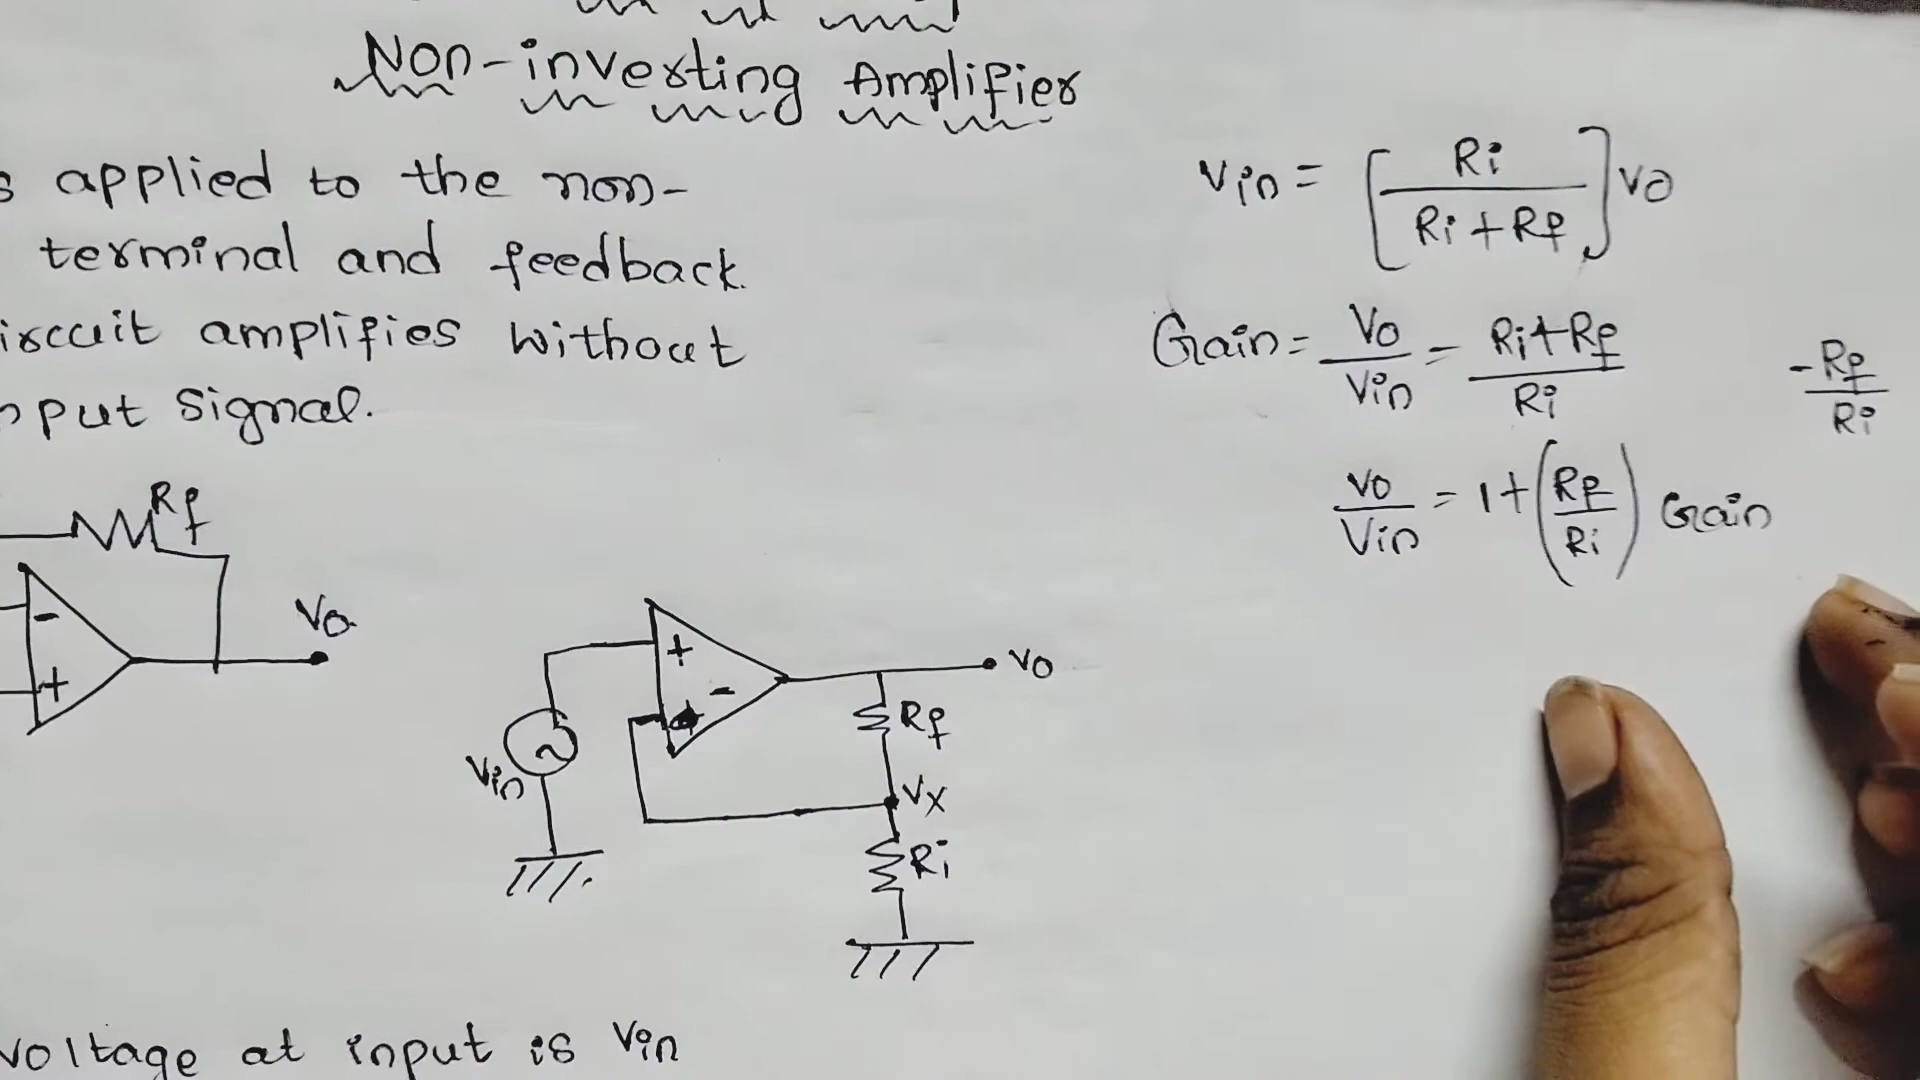 Non-inverting Amplifier
s applied to the non-
terminal and feedback.
ircuit amplifies without
nput signal.
Vin = [Ri / Ri + Rf] Vo
Gain = Vo / Vin = Ri + Rf / Ri
-Rf / Ri
Vo / Vin = 1 + (Rf / Ri) Gain
Rf
-
+
Vo
+
-
Vin
Vo
Rf
Vx
Ri
voltage at input is Vin